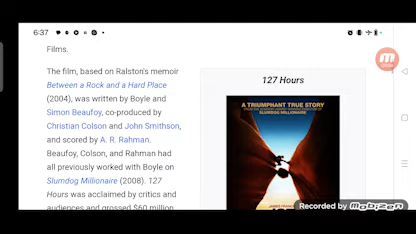 6:37
Films.
The film, based on Ralston's memoir
Between a Rock and a Hard Place
(2004), was written by Boyle and
Simon Beaufoy, co-produced by
Christian Colson and John Smithson,
and scored by A. R. Rahman.
Beaufoy, Colson, and Rahman had
all previously worked with Boyle on
Slumdog Millionaire (2008). 127
Hours was acclaimed by critics and
audiences and grossed $60 million
127 Hours
A TRIUMPHANT TRUE STORY
SLUMDOG MILLIONAIRE
Recorded by Mobizen